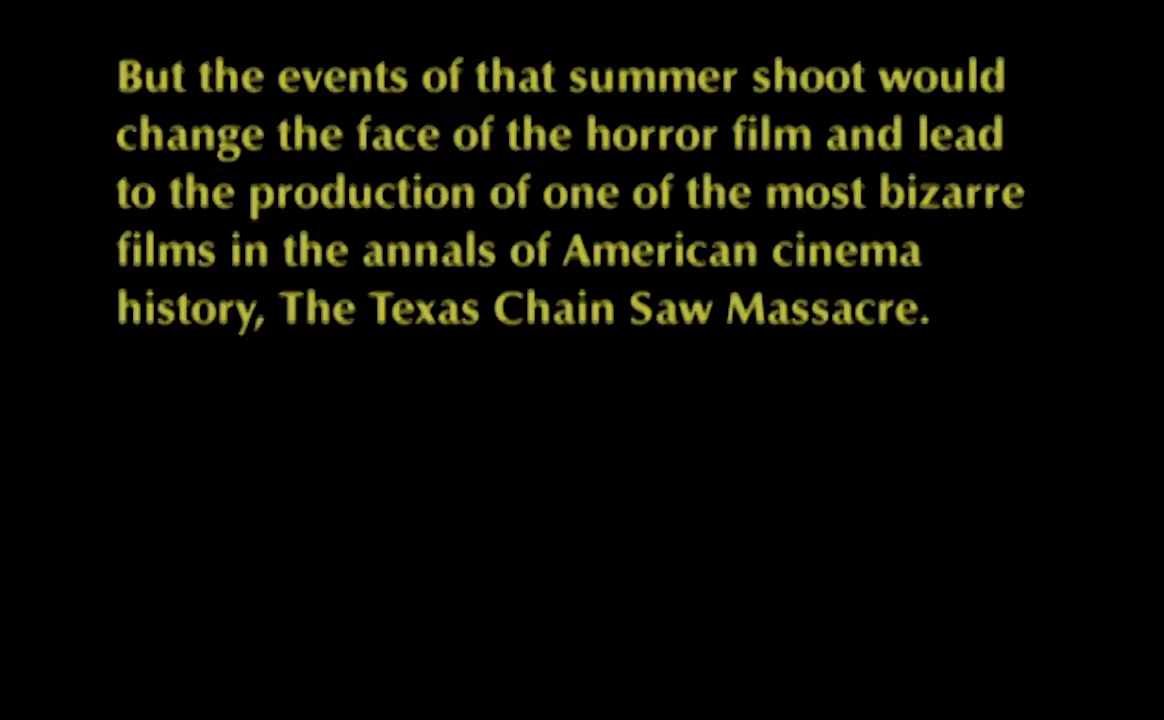 But the events of that summer shoot would
change the face of the horror film and lead
to the production of one of the most bizarre
films in the annals of American cinema
history, The Texas Chain Saw Massacre.